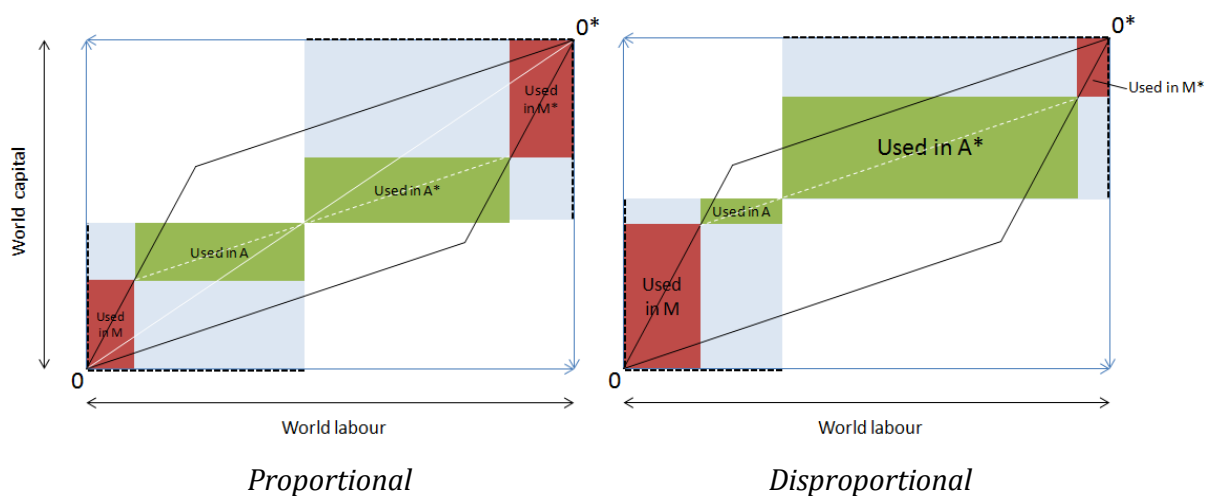 0*
World capital
Used
in M*
Used in A*
Used in A
Used
in M
0
World labour
Proportional
0*
Used in M*
Used in A*
Used in A
Used
in M
0
World labour
Disproportional